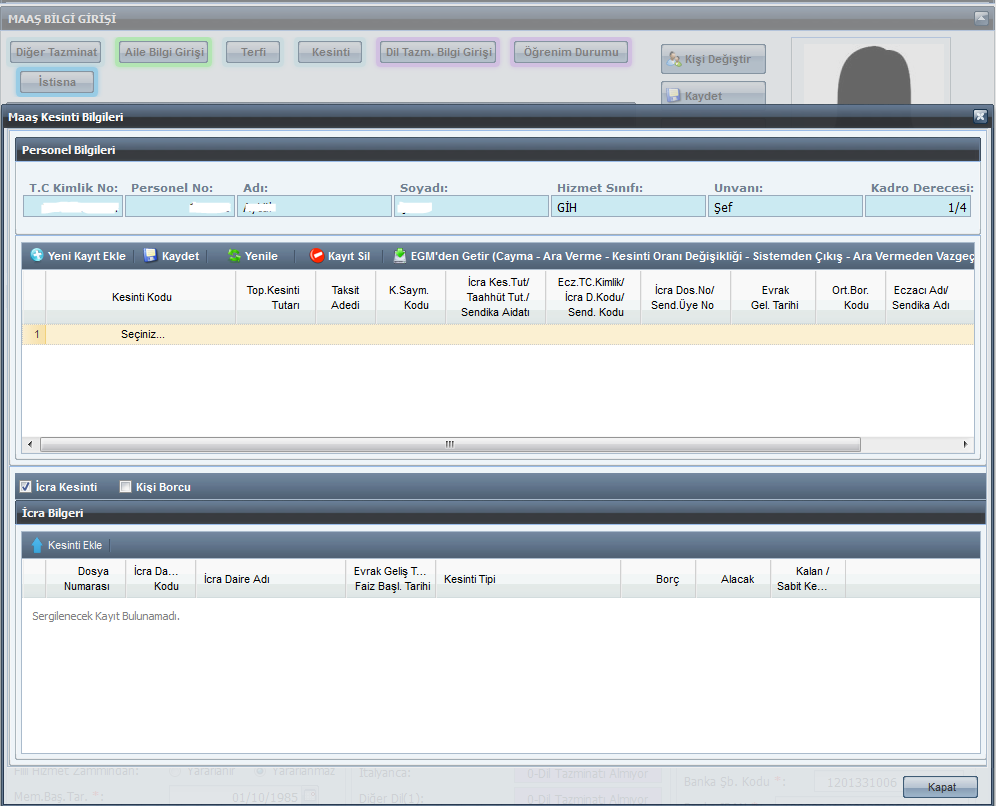 MAAŞ BİLGİ GİRİŞİ
Diğer Tazminat Aile Bilgi Girişi Terfi Kesinti Dil Tazm. Bilgi Girişi Öğrenim Durumu
İstisna
Kişi Değiştir
Kaydet
Maaş Kesinti Bilgileri
Personel Bilgileri
T.C Kimlik No: Personel No: Adı: Soyadı: Hizmet Sınıfı: Unvanı: Kadro Derecesi:
GİH Şef 1/4
Yeni Kayıt Ekle Kaydet Yenile Kayıt Sil EGM'den Getir (Cayma - Ara Verme - Kesinti Oranı Değişikliği - Sistemden Çıkış - Ara Vermeden Vazgeç
Kesinti Kodu
Top.Kesinti
Tutarı
Taksit
Adedi
K.Saym.
Kodu
İcra Kes.Tut/
Taahhüt Tut./
Sendika Aidatı
Ecz.TC.Kimlik/
İcra D.Kodu/
Send. Kodu
İcra Dos.No/
Send.Üye No
Evrak
Gel. Tarihi
Ort.Bor.
Kodu
Eczacı Adı/
Sendika Adı
1 Seçiniz...
İcra Kesinti Kişi Borcu
İcra Bilgeri
Kesinti Ekle
Dosya
Numarası
İcra Da...
Kodu
İcra Daire Adı
Evrak Geliş T...
Faiz Başl. Tarihi
Kesinti Tipi
Borç
Alacak
Kalan /
Sabit Ke...
Sergilenecek Kayıt Bulunamadı.
Fiili Hizmet Zammından: Yararlanır Yararlanmaz İtalyanca: 0-Dil Tazminatı Almıyor Banka Şb. Kodu *: 1201331006
Mem.Baş.Tar. *: 01/10/1985 Diğer Dil(1): 0-Dil Tazminatı Almıyor
Kapat